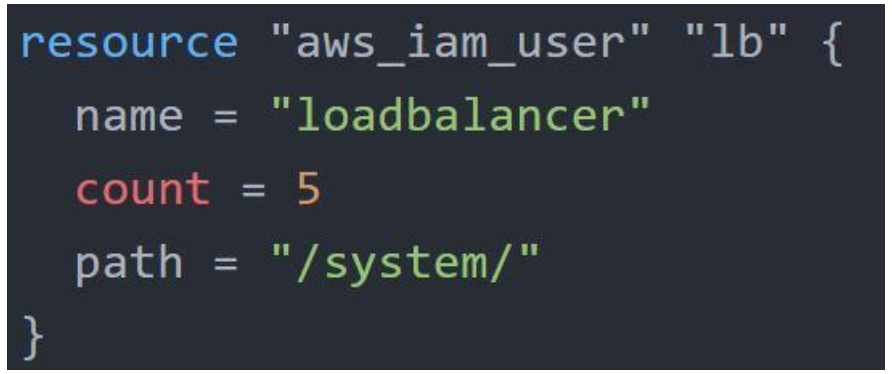 resource "aws_iam_user" "lb" {
  name = "loadbalancer"
  count = 5
  path = "/system/"
}